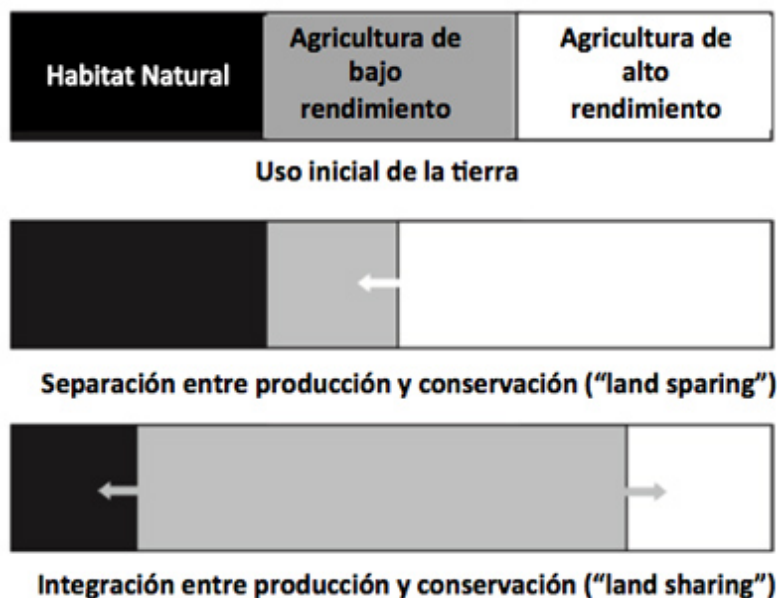 Habitat Natural
Agricultura de
bajo
rendimiento
Agricultura de
alto
rendimiento
Uso inicial de la tierra
Separación entre producción y conservación (“land sparing”)
Integración entre producción y conservación (“land sharing”)